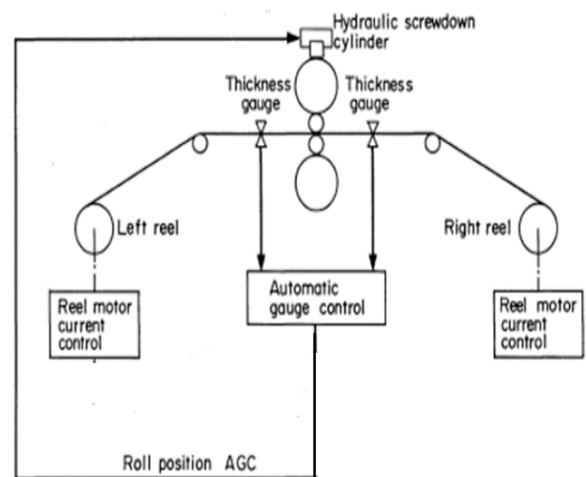 Hydraulic screwdown
cylinder
Thickness
gauge
Thickness
gauge
Left reel
Right reel
Reel motor
current
control
Automatic
gauge control
Reel motor
current
control
Roll position AGC